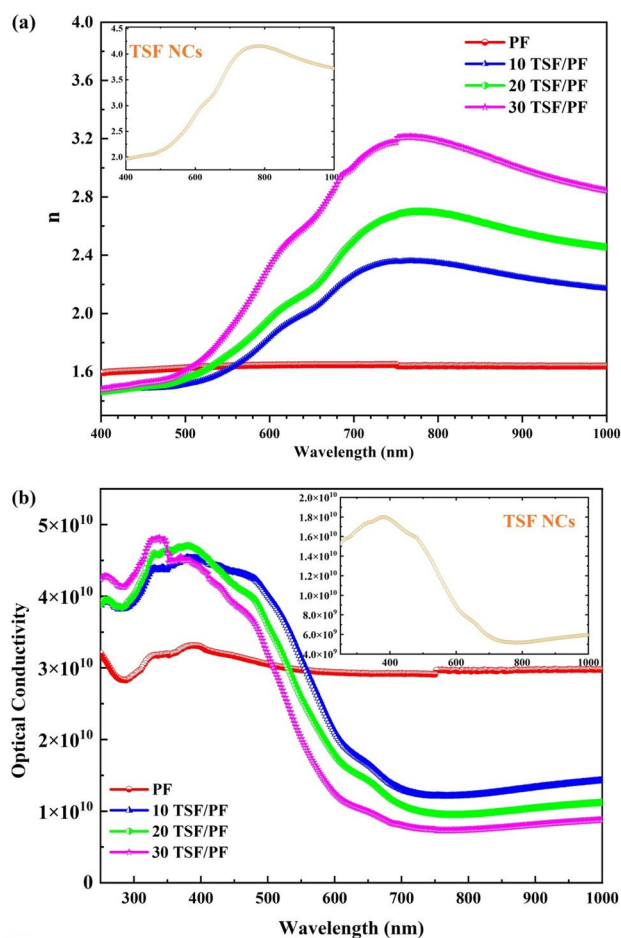 (a)
4.0
3.6
3.2
2.8
2.4
2.0
1.6
n
4.5
4.0
3.5
3.0
2.5
2.0
400
600
800
1000
TSF NCs
PF
10 TSF/PF
20 TSF/PF
30 TSF/PF
400 500 600 700 800 900 1000
Wavelength (nm)
(b)
5×10¹⁰
4×10¹⁰
3×10¹⁰
2×10¹⁰
1×10¹⁰
0
Optical Conductivity
2.0×10¹⁰
1.8×10¹⁰
1.6×10¹⁰
1.4×10¹⁰
1.2×10¹⁰
1.0×10¹⁰
8.0×10⁹
6.0×10⁹
4.0×10⁹
400 600 800 1000
TSF NCs
PF
10 TSF/PF
20 TSF/PF
30 TSF/PF
300 400 500 600 700 800 900 1000
Wavelength (nm)